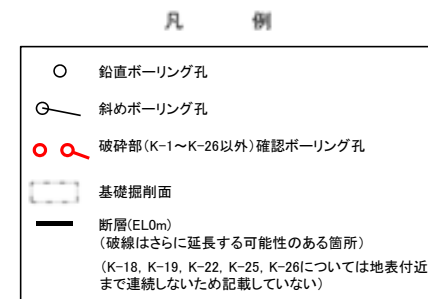 凡 例
鉛直ボーリング孔
斜めボーリング孔
破砕部(K-1～K-26以外)確認ボーリング孔
基礎掘削面
断層(EL0m)
(破線はさらに延長する可能性のある箇所)
(K-18, K-19, K-22, K-25, K-26については地表付近
まで連続しないため記載していない)